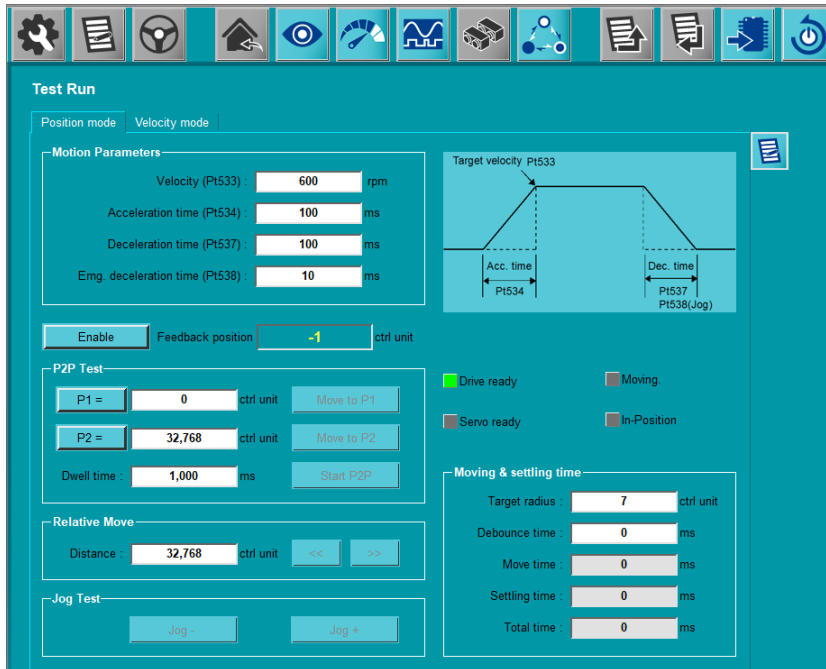 Test Run
Position mode Velocity mode
Motion Parameters
Velocity (Pt533) : 600 rpm
Acceleration time (Pt534) : 100 ms
Deceleration time (Pt537) : 100 ms
Emg. deceleration time (Pt538) : 10 ms
Target velocity Pt533
Acc. time Dec. time
Pt534 Pt537
Pt538(Jog)
Enable Feedback position -1 ctrl unit
P2P Test
P1 = 0 ctrl unit Move to P1
P2 = 32,768 ctrl unit Move to P2
Dwell time : 1,000 ms Start P2P
Drive ready Moving.
Servo ready In-Position
Relative Move
Distance : 32,768 ctrl unit << >>
Jog Test
Jog - Jog +
Moving & settling time
Target radius : 7 ctrl unit
Debounce time : 0 ms
Move time : 0 ms
Settling time : 0 ms
Total time : 0 ms